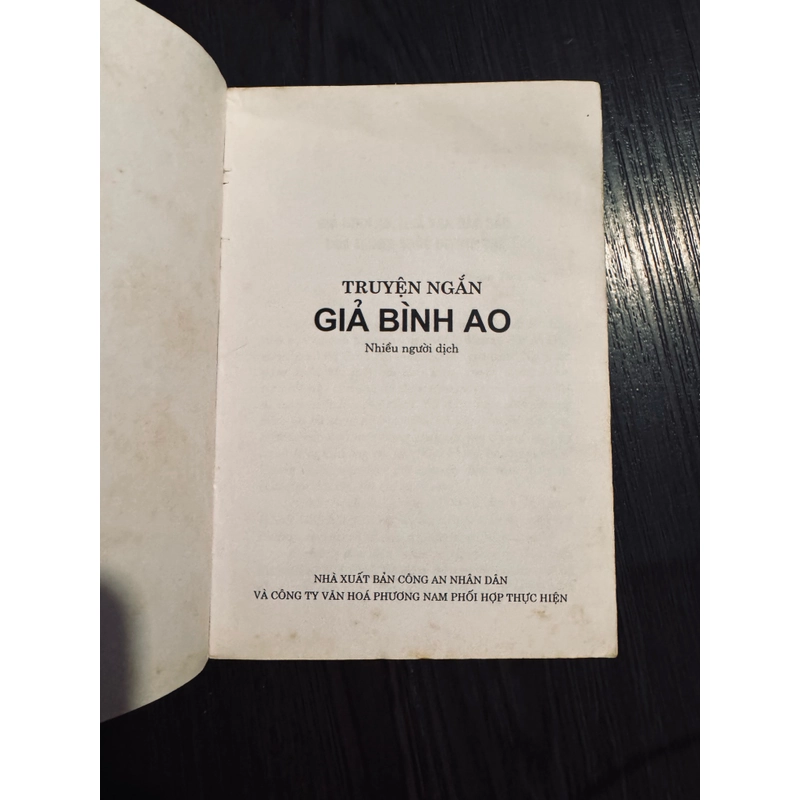 TRUYỆN NGẮN
GIẢ BÌNH AO
Nhiều người dịch
NHÀ XUẤT BẢN CÔNG AN NHÂN DÂN
VÀ CÔNG TY VĂN HOÁ PHƯƠNG NAM PHỐI HỢP THỰC HIỆN